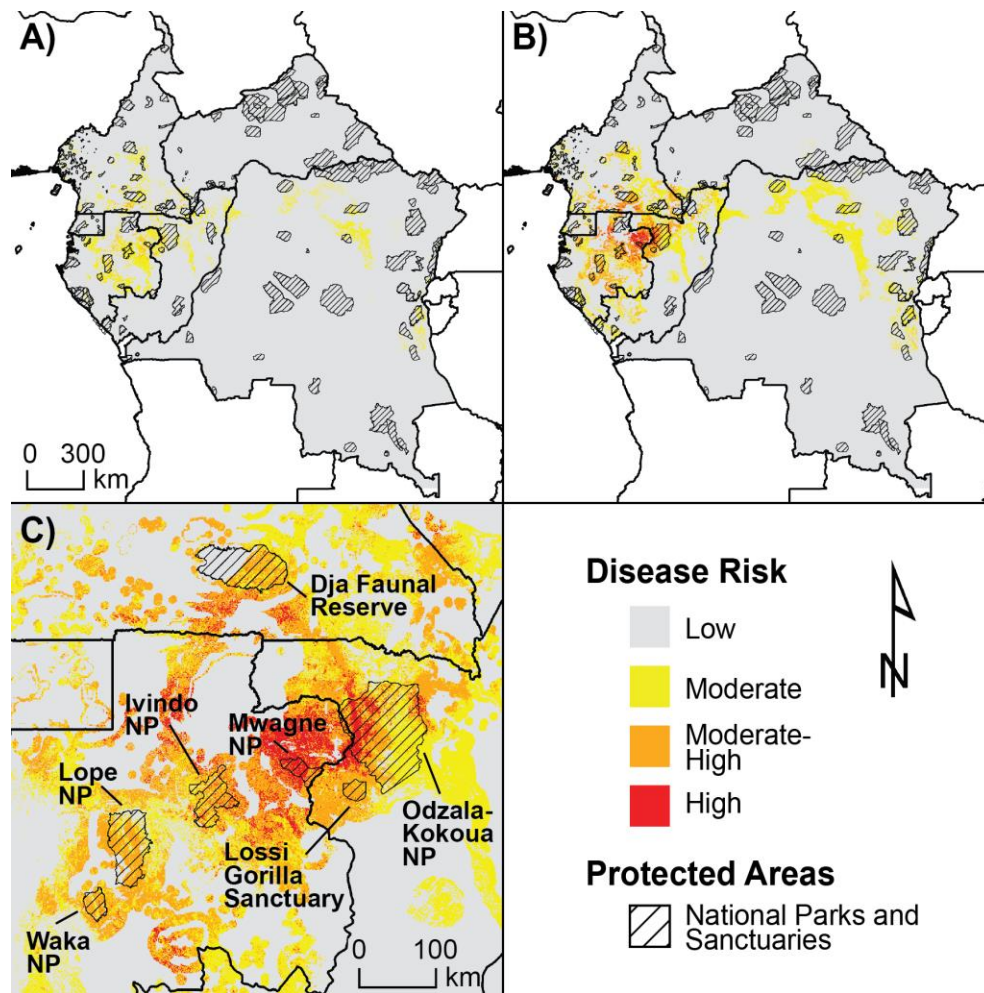 A)
B)
0 300
km
C)
Dja Faunal
Reserve
Ivindo
NP
Mwagne
NP
Lope
NP
Odzala-
Kokoua
NP
Lossi
Gorilla
Sanctuary
Waka
NP
0 100
km
Disease Risk
Low
Moderate
Moderate-
High
High
N
Protected Areas
National Parks and
Sanctuaries